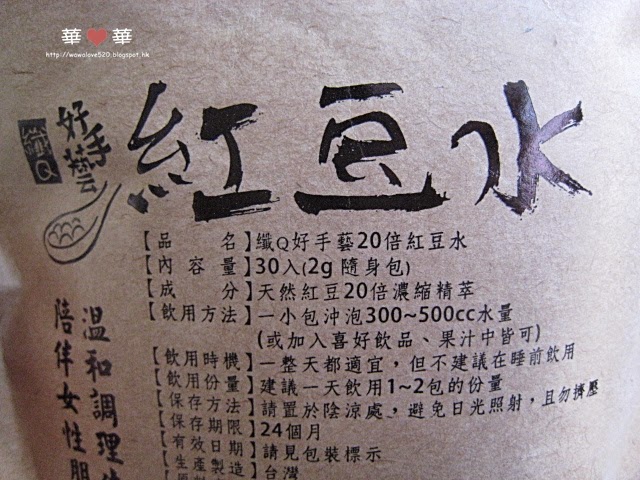 華❤華
http://wowolove520.blogspot.hk
纖Q
好手藝
紅豆水
【品名】纖Q好手藝20倍紅豆水
【內容量】30入(2g 隨身包)
【成分】天然紅豆20倍濃縮精萃
【飲用方法】一小包沖泡300~500cc水量
(或加入喜好飲品、果汁中皆可)
【飲用時機】一整天都適宜，但不建議在睡前飲用
【飲用份量】建議一天飲用1~2包的份量
【保存方法】請置於陰涼處，避免日光照射，且勿擠壓
【保存期限】24個月
【有效日期】請見包裝標示
【生產製造】台灣
溫和調理
陪伴女性